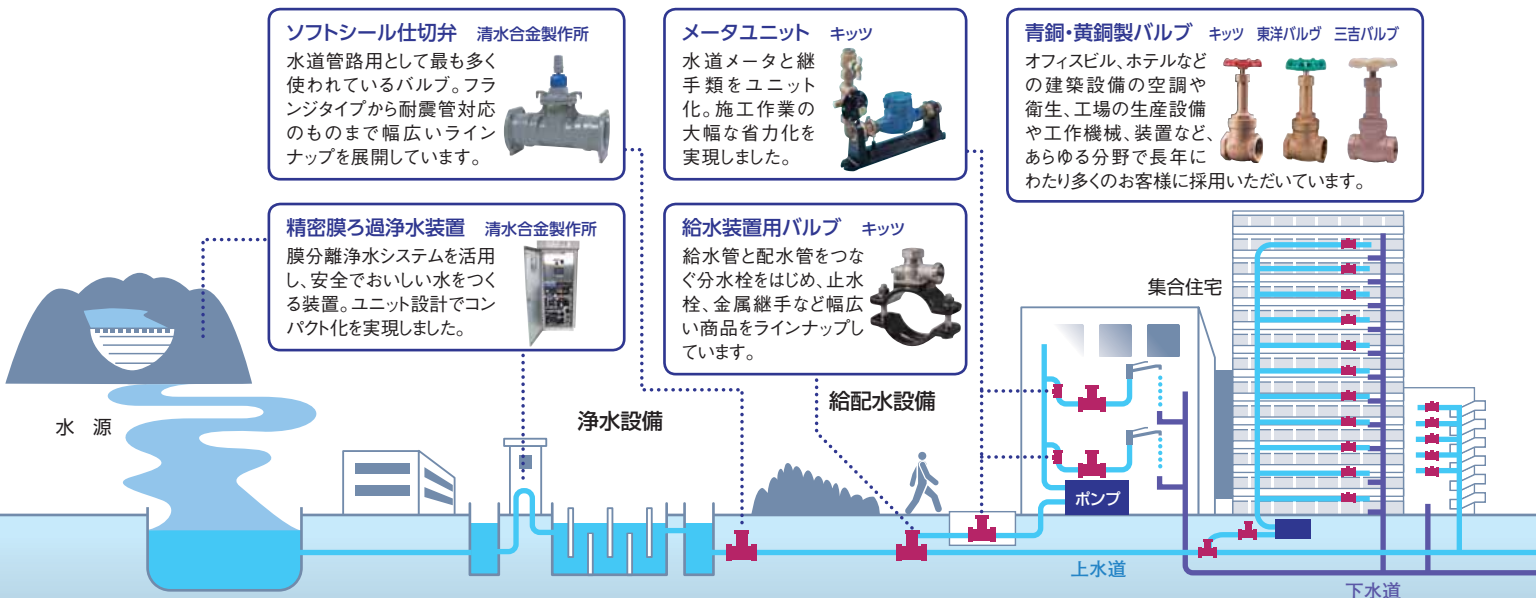 ソフトシール仕切弁 清水合金製作所
水道管路用として最も多く
使われているバルブ。フラ
ンジタイプから耐震管対応
のものまで幅広いライン
ナップを展開しています。
メータユニット キッツ
水道メータと継
手類をユニット
化。施工作業の
大幅な省力化を
実現しました。
青銅・黄銅製バルブ キッツ 東洋バルヴ 三吉バルブ
オフィスビル、ホテルなど
の建築設備の空調や
衛生、工場の生産設備
や工作機械、装置など、
あらゆる分野で長年に
わたり多くのお客様に採用いただいています。
精密膜ろ過浄水装置 清水合金製作所
膜分離浄水システムを活用
し、安全でおいしい水をつく
る装置。ユニット設計でコン
パクト化を実現しました。
給水装置用バルブ キッツ
給水管と配水管をつな
ぐ分水栓をはじめ、止水
栓、金属継手など幅広
い商品をラインナップし
ています。
集合住宅
水 源
浄水設備
給配水設備
ポンプ
上水道
下水道